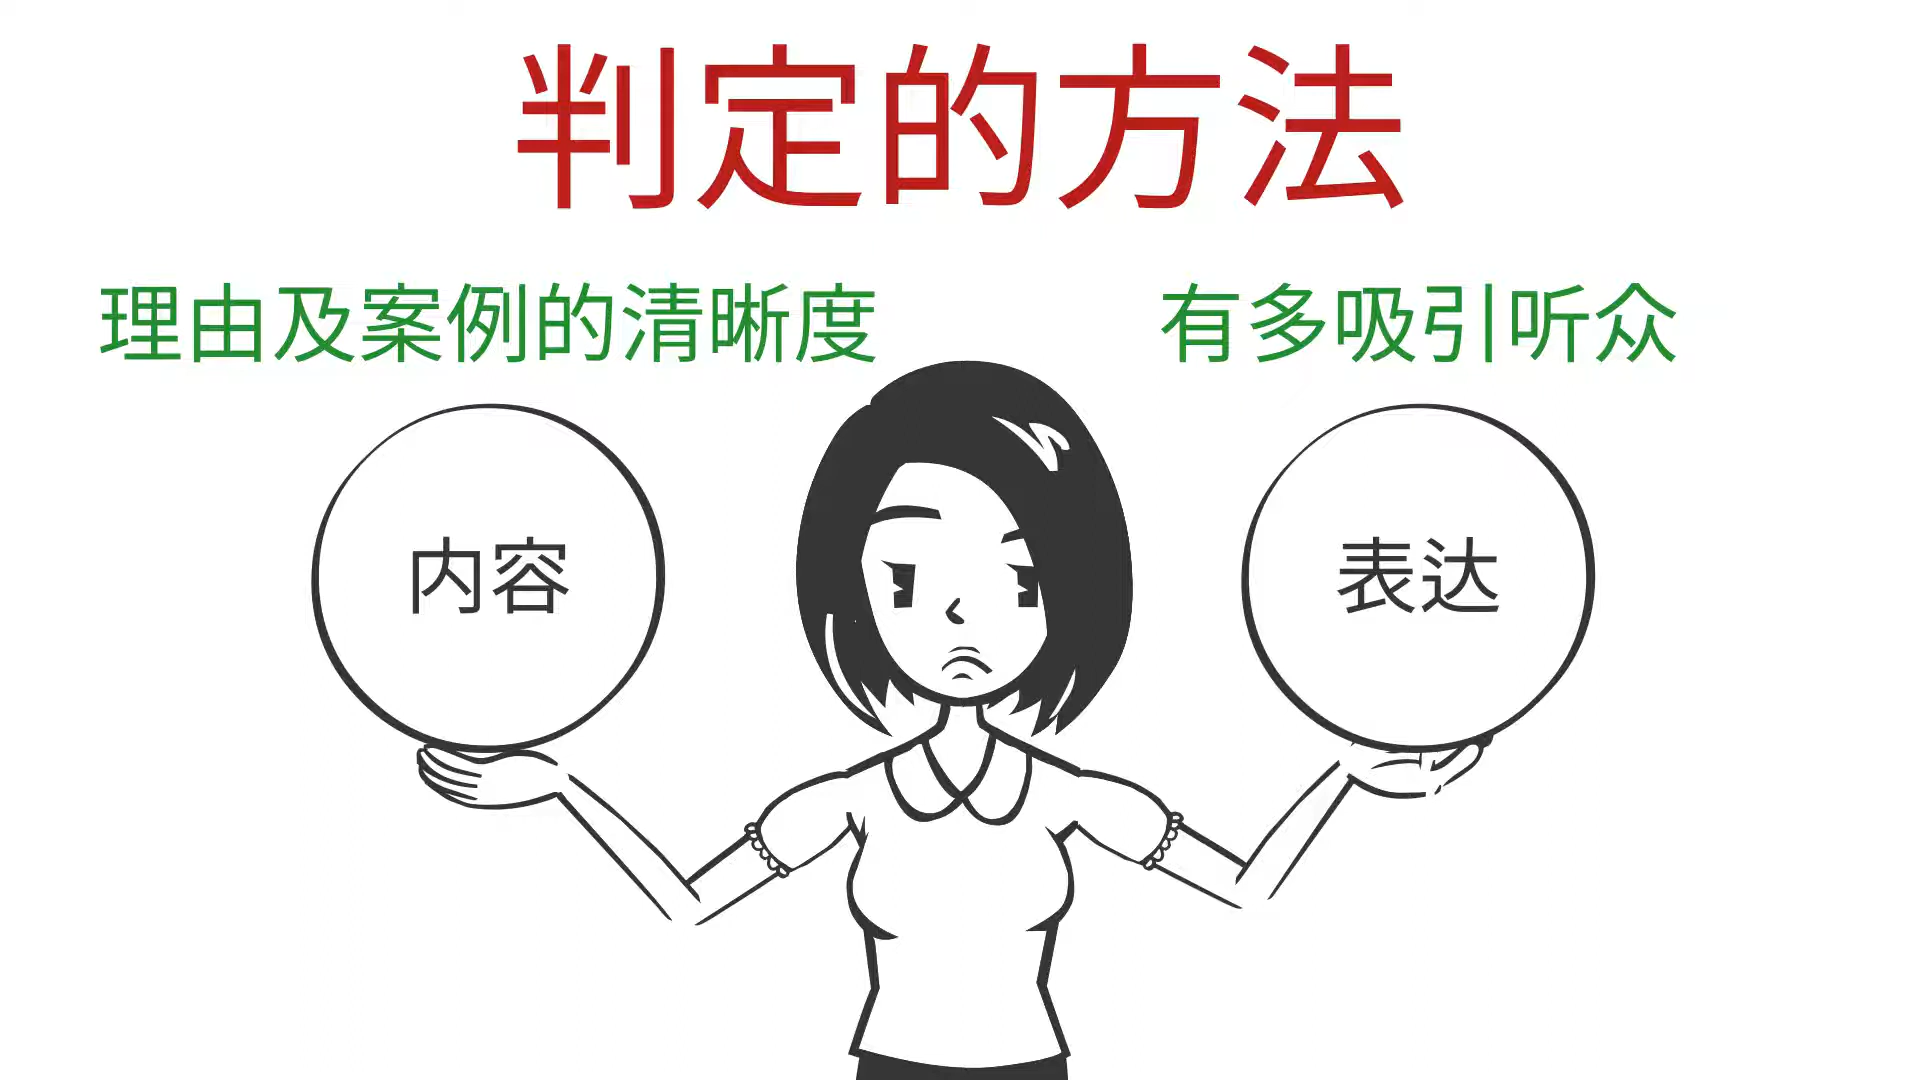 判定的方法
理由及案例的清晰度
有多吸引听众
内容
表达